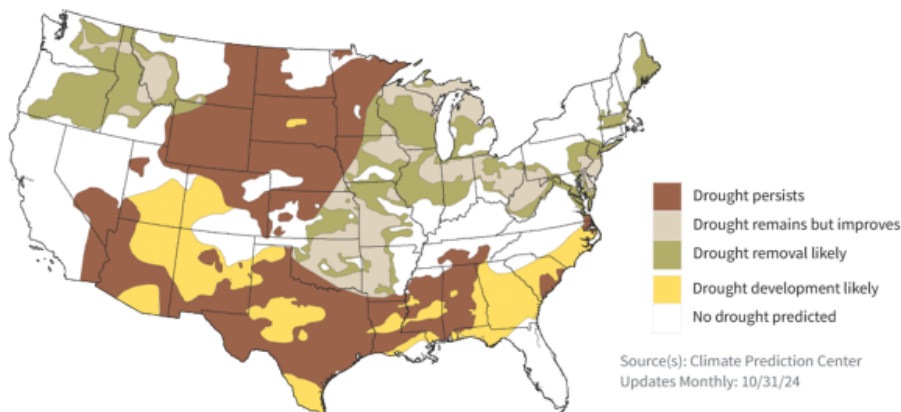 Drought persists
Drought remains but improves
Drought removal likely
Drought development likely
No drought predicted
Source(s): Climate Prediction Center
Updates Monthly: 10/31/24